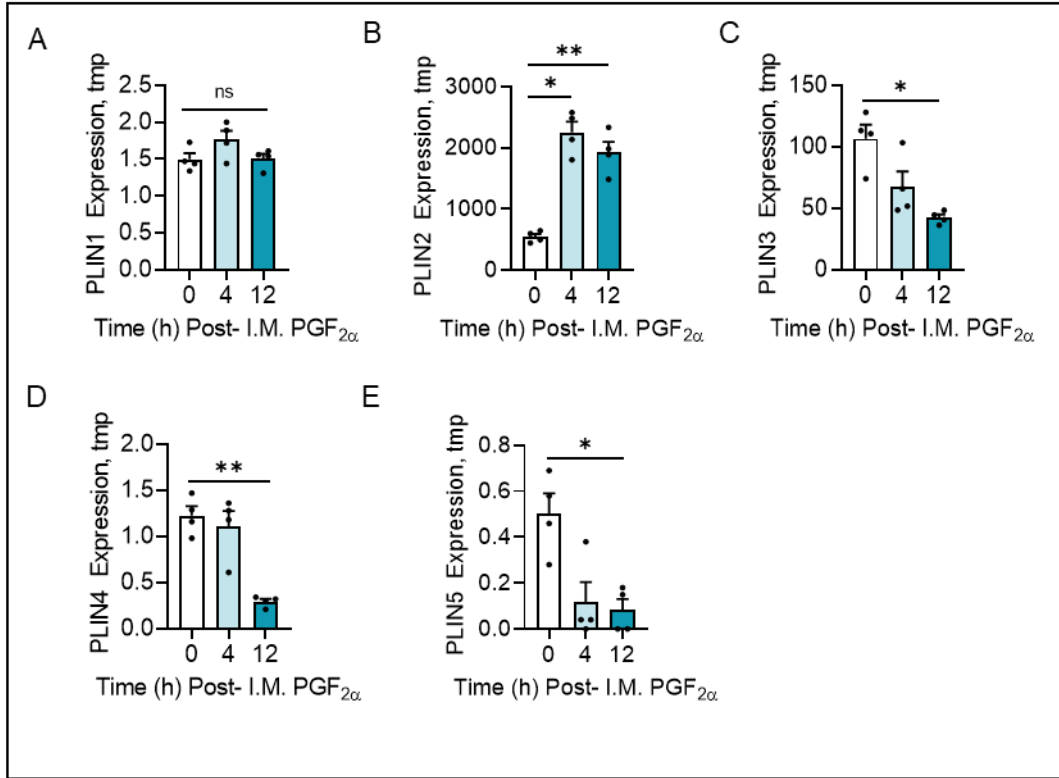 A
PLIN1 Expression, tmp
2.5
2.0
1.5
1.0
0.5
0.0
ns
0 4 12
Time (h) Post- I.M. PGF2α
B
PLIN2 Expression, tmp
3000
2000
1000
0
**
*
0 4 12
Time (h) Post- I.M. PGF2α
C
PLIN3 Expression, tmp
150
100
50
0
*
0 4 12
Time (h) Post- I.M. PGF2α
D
PLIN4 Expression, tmp
2.0
1.5
1.0
0.5
0.0
**
0 4 12
Time (h) Post- I.M. PGF2α
E
PLIN5 Expression, tmp
0.8
0.6
0.4
0.2
0.0
*
0 4 12
Time (h) Post- I.M. PGF2α